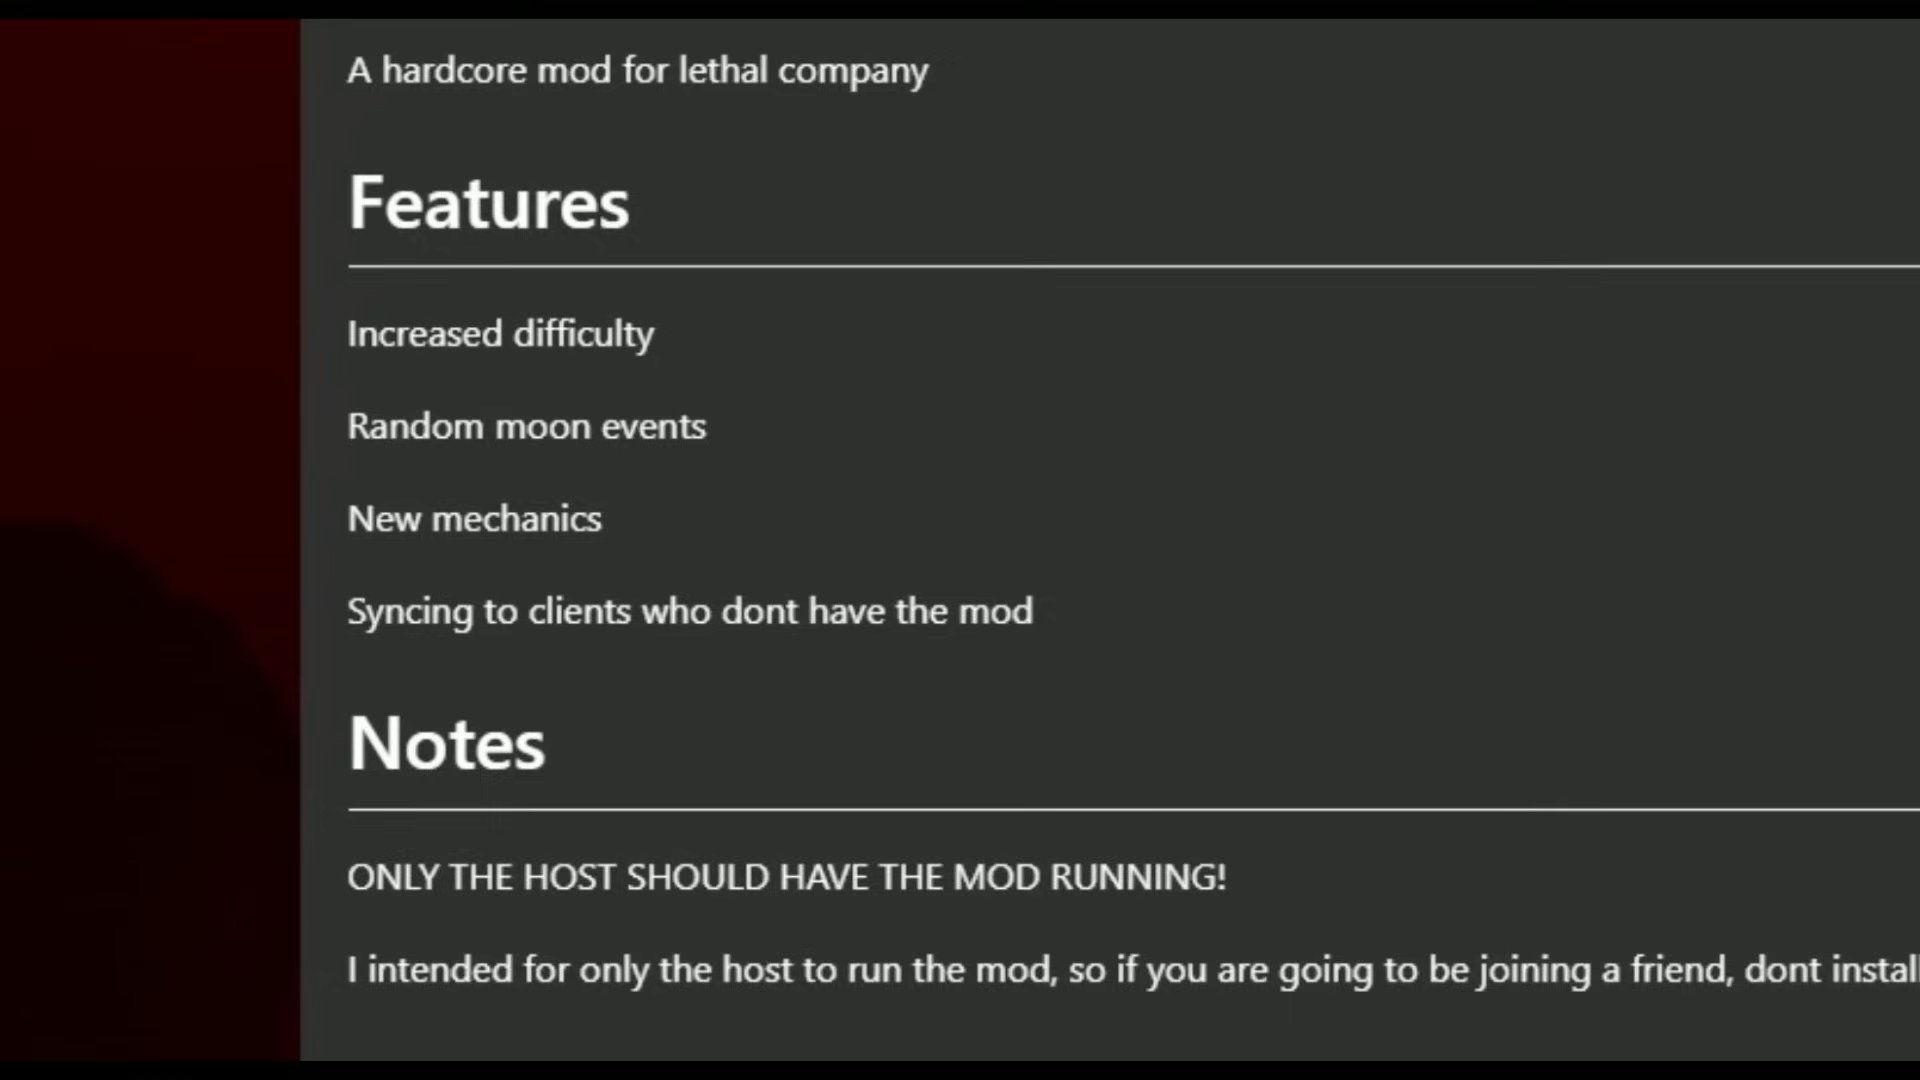 A hardcore mod for lethal company
Features
Increased difficulty
Random moon events
New mechanics
Syncing to clients who dont have the mod
Notes
ONLY THE HOST SHOULD HAVE THE MOD RUNNING!
I intended for only the host to run the mod, so if you are going to be joining a friend, dont install